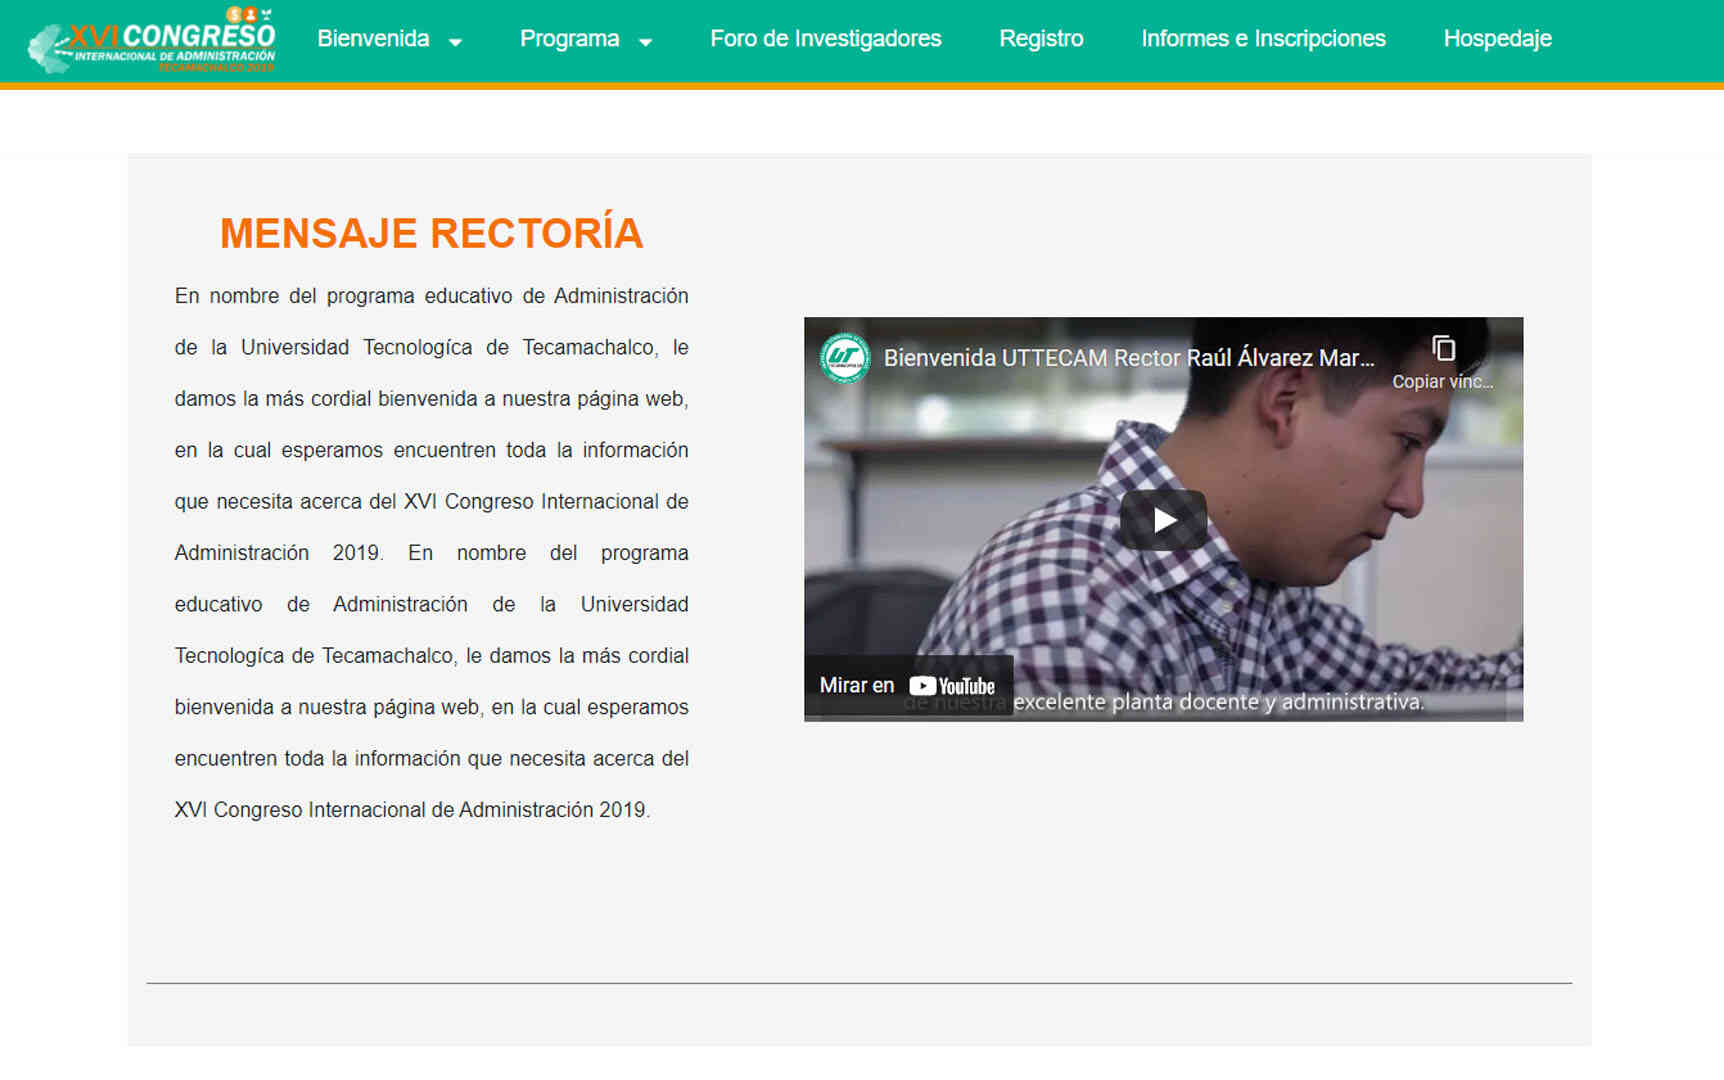 XVI CONGRESO
INTERNACIONAL DE ADMINISTRACIÓN
TECAMACHALCO 2019
Bienvenida
Programa
Foro de Investigadores
Registro
Informes e Inscripciones
Hospedaje
MENSAJE RECTORÍA
En nombre del programa educativo de Administración
de la Universidad Tecnologíca de Tecamachalco, le
damos la más cordial bienvenida a nuestra página web,
en la cual esperamos encuentren toda la información
que necesita acerca del XVI Congreso Internacional de
Administración 2019. En nombre del programa
educativo de Administración de la Universidad
Tecnologíca de Tecamachalco, le damos la más cordial
bienvenida a nuestra página web, en la cual esperamos
encuentren toda la información que necesita acerca del
XVI Congreso Internacional de Administración 2019.
UT
Bienvenida UTTECAM Rector Raúl Álvarez Mar...
Copiar vínc...
Mirar en YouTube
de nuestra excelente planta docente y administrativa.